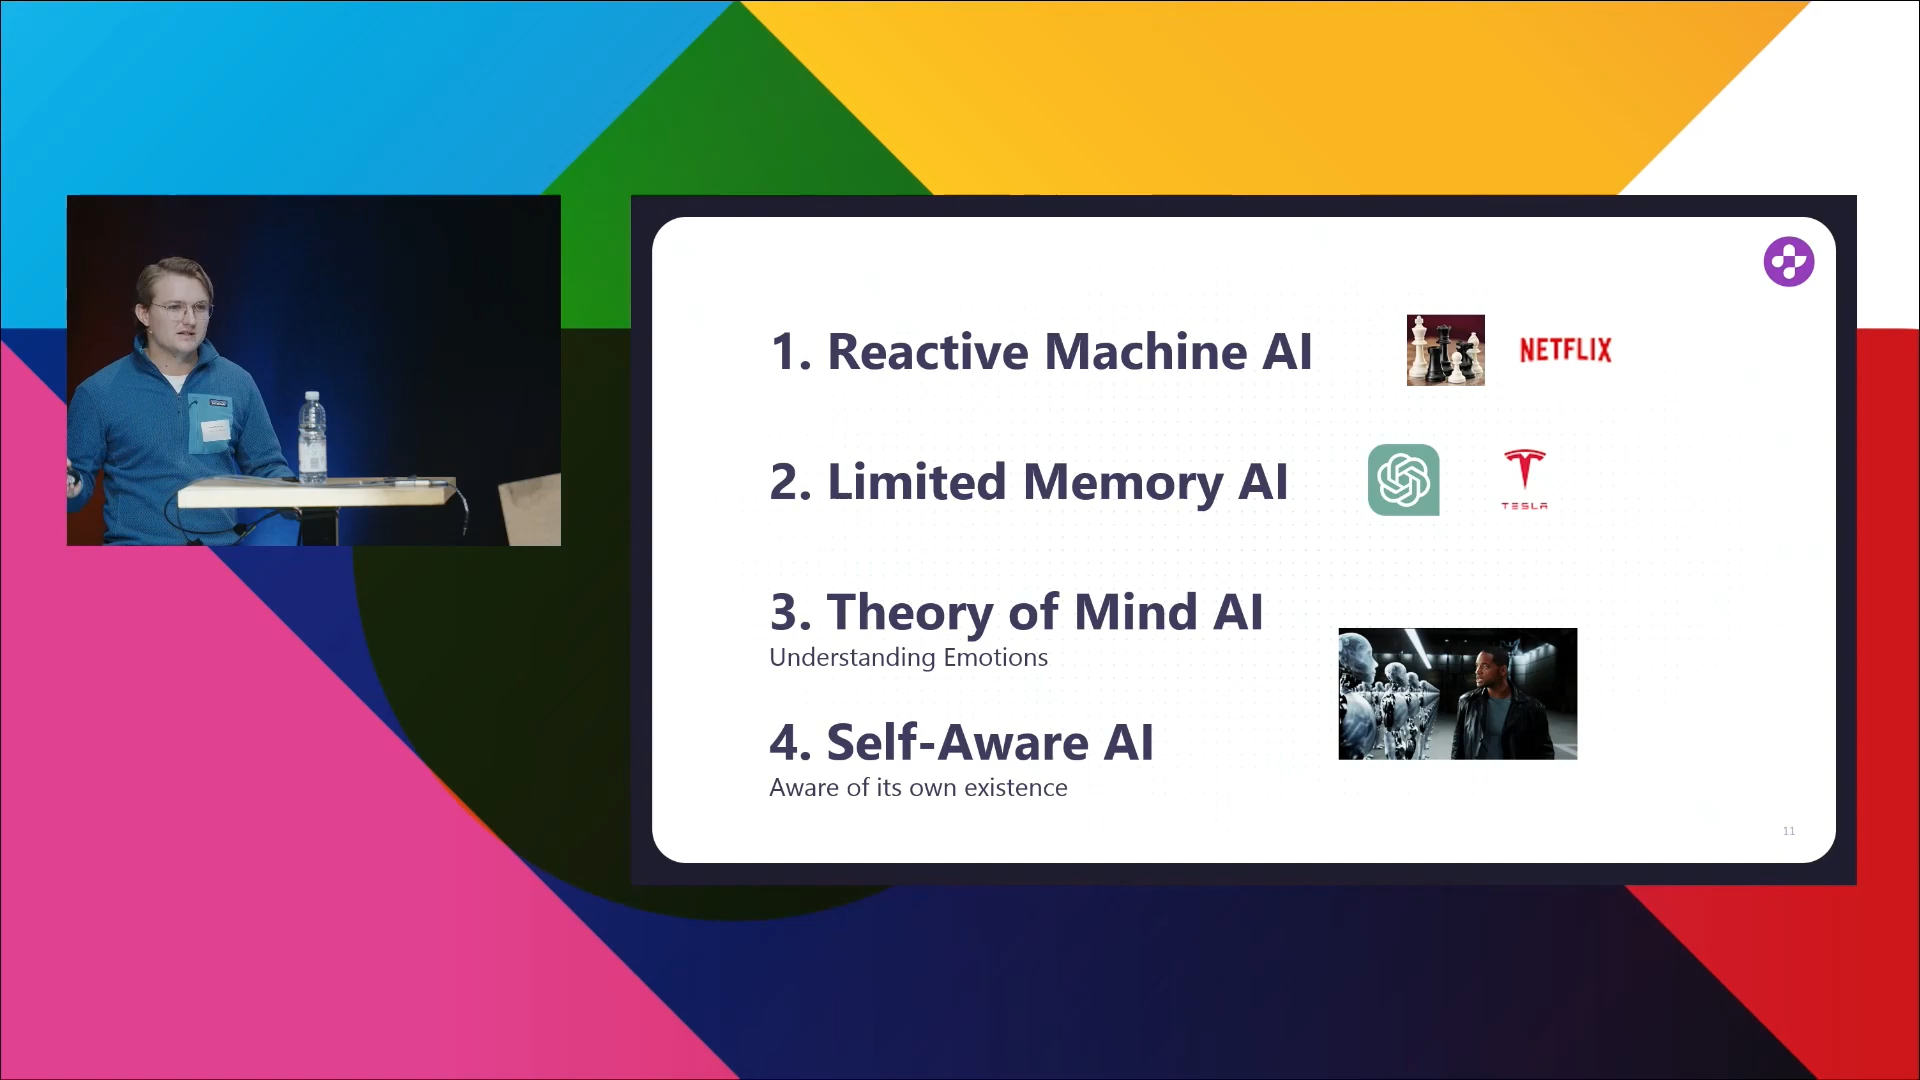 1. Reactive Machine AI
NETFLIX
2. Limited Memory AI
TESLA
3. Theory of Mind AI
Understanding Emotions
4. Self-Aware AI
Aware of its own existence
11